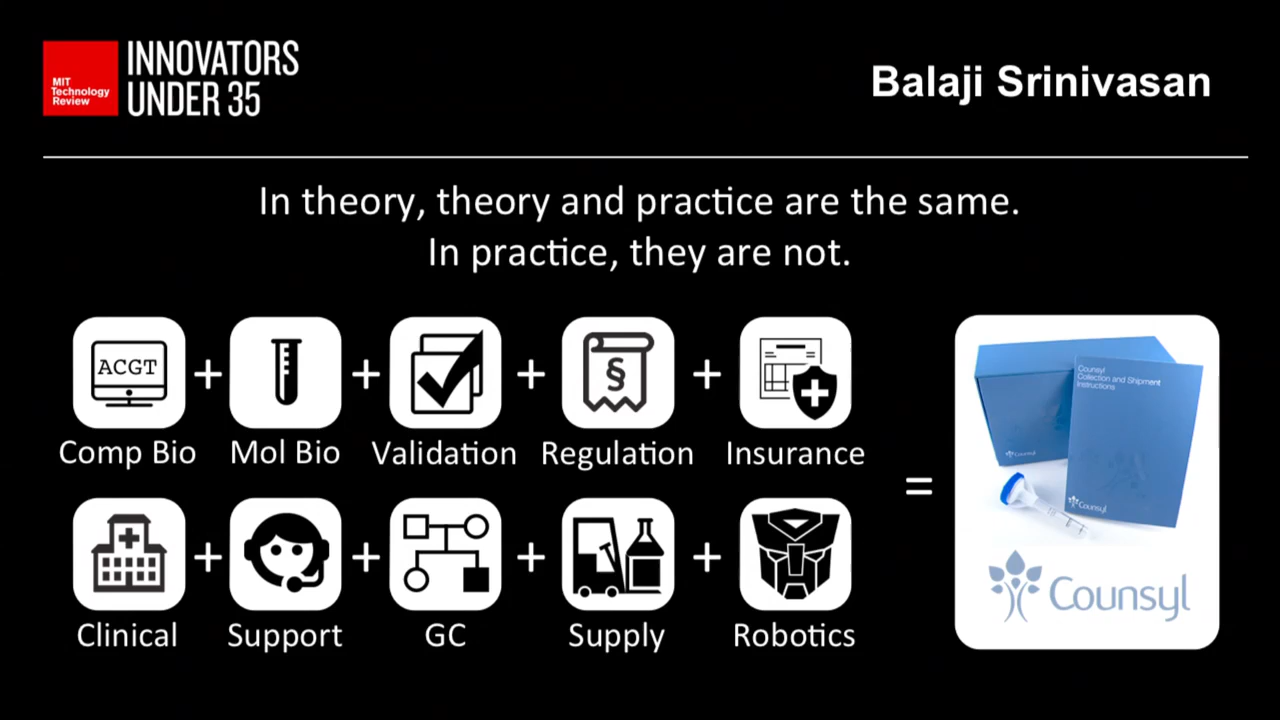 MIT
Technology
Review
INNOVATORS
UNDER 35
Balaji Srinivasan
In theory, theory and practice are the same.
In practice, they are not.
ACGT
+ + + +
§
Comp Bio Mol Bio Validation Regulation Insurance
=
Counsyl
Collection and Shipment
Instructions
Counsyl
Counsyl
+ + + +
Clinical Support GC Supply Robotics
Counsyl